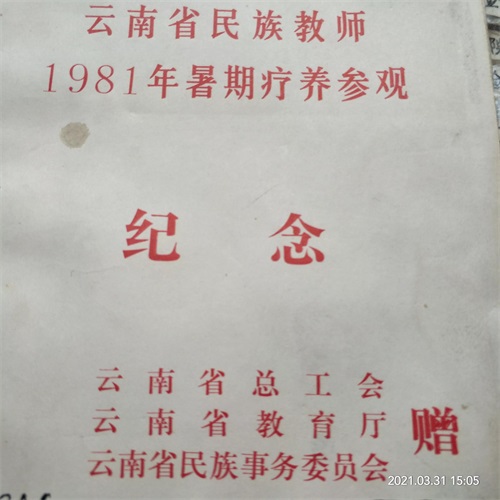 云南省民族教师
1981年暑期疗养参观
纪念
云南省总工会
云南省教育厅
云南省民族事务委员会
赠
2021.03.31 15:05